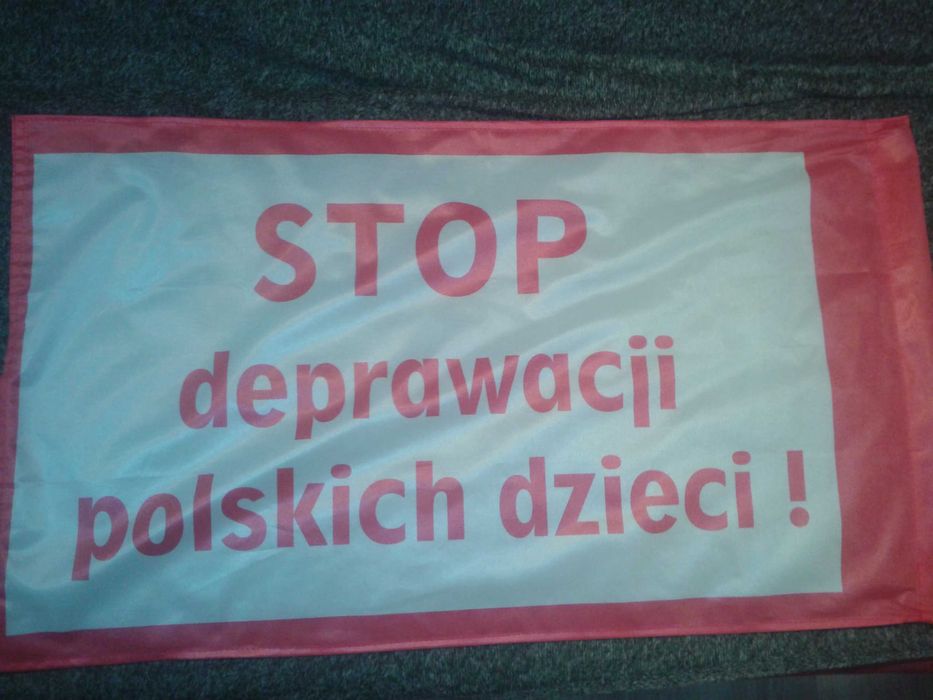 STOP
deprawacji
polskich dzieci !